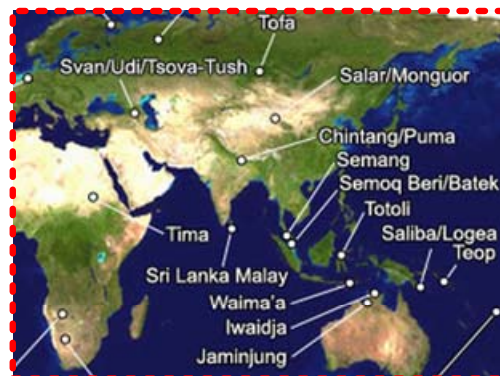 Tofa
Svan/Udi/Tsova-Tush
Salar/Monguor
Chintang/Puma
Semang
Semoq Beri/Batek
Totoli
Saliba/Logea
Teop
Tima
Sri Lanka Malay
Waima'a
Iwaidja
Jaminjung